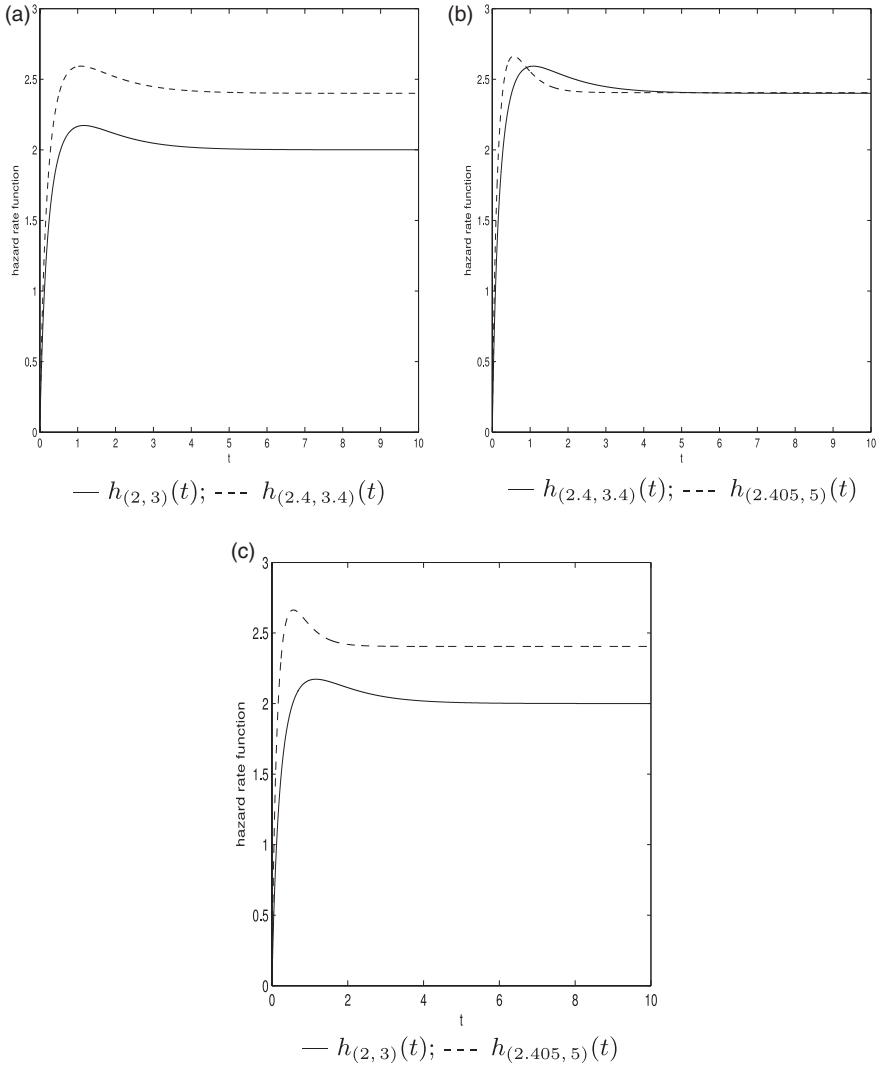 (a)
3
2.5
2
1.5
1
0.5
0
hazard rate function
0 1 2 3 4 5 6 7 8 9 10
t
— h(2, 3)(t); --- h(2.4, 3.4)(t)
(b)
3
2.5
2
1.5
1
0.5
0
hazard rate function
0 1 2 3 4 5 6 7 8 9 10
t
— h(2.4, 3.4)(t); --- h(2.405, 5)(t)
(c)
3
2.5
2
1.5
1
0.5
0
hazard rate function
0 2 4 6 8 10
t
— h(2, 3)(t); --- h(2.405, 5)(t)